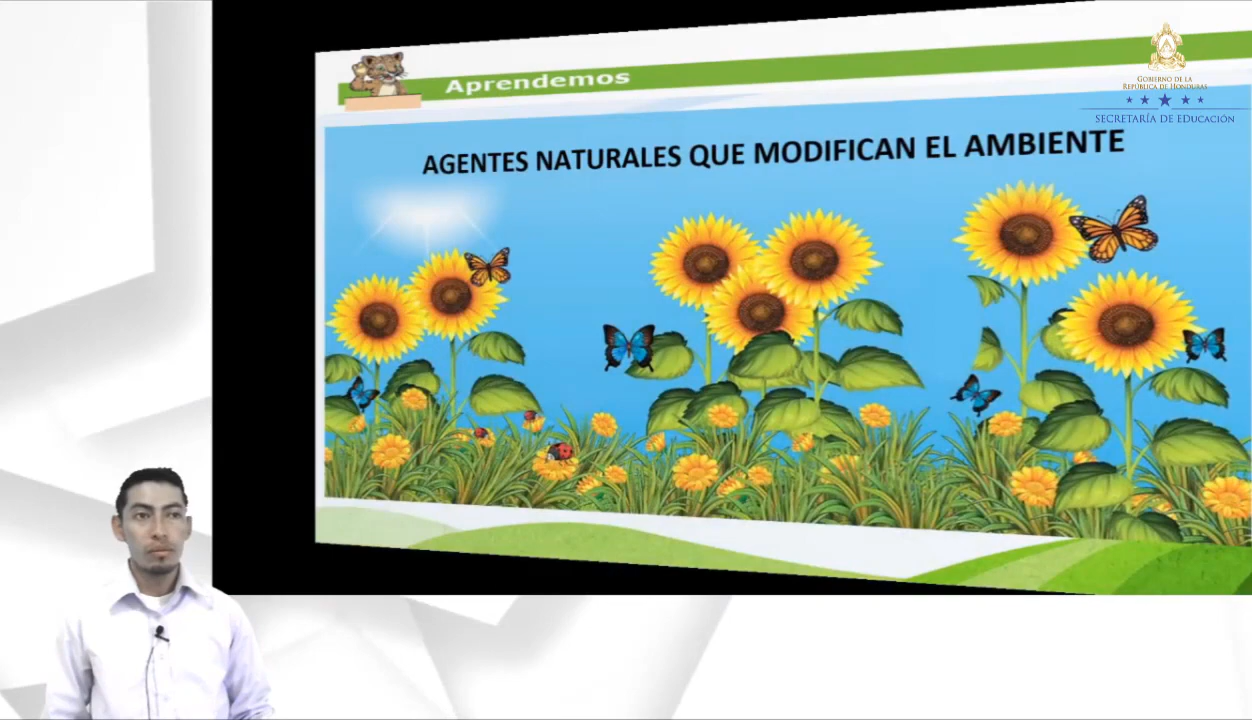 Aprendemos
GOBIERNO DE LA
REPÚBLICA DE HONDURAS
SECRETARÍA DE EDUCACIÓN
AGENTES NATURALES QUE MODIFICAN EL AMBIENTE